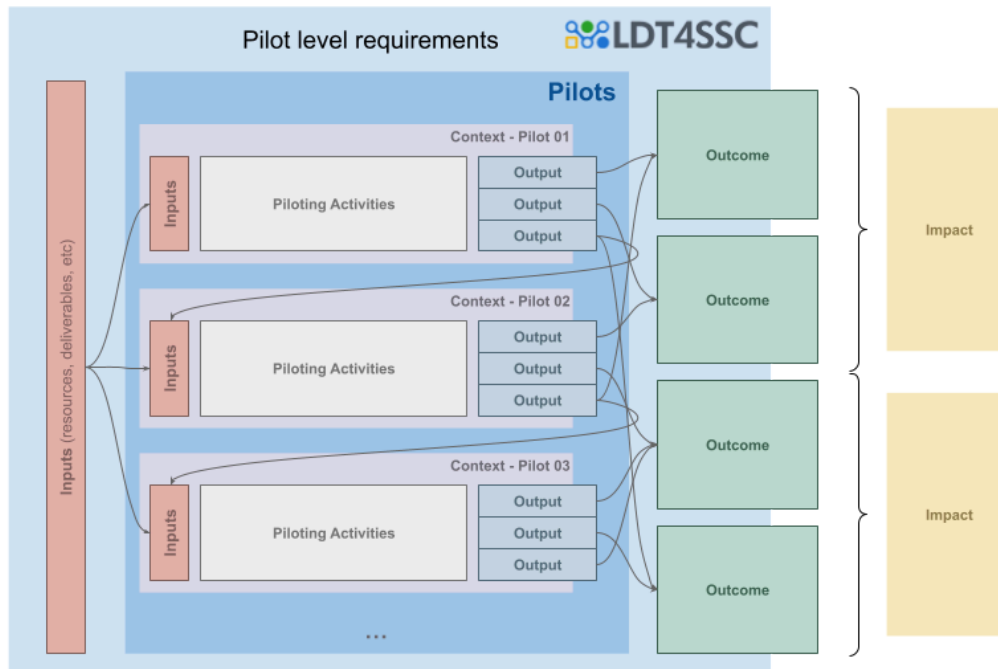 Pilot level requirements
LDT4SSC
Pilots
Inputs (resources, deliverables, etc)
Context - Pilot 01
Inputs
Piloting Activities
Output
Output
Output
Context - Pilot 02
Inputs
Piloting Activities
Output
Output
Output
Context - Pilot 03
Inputs
Piloting Activities
Output
Output
Output
...
Outcome
Outcome
Outcome
Outcome
Impact
Impact